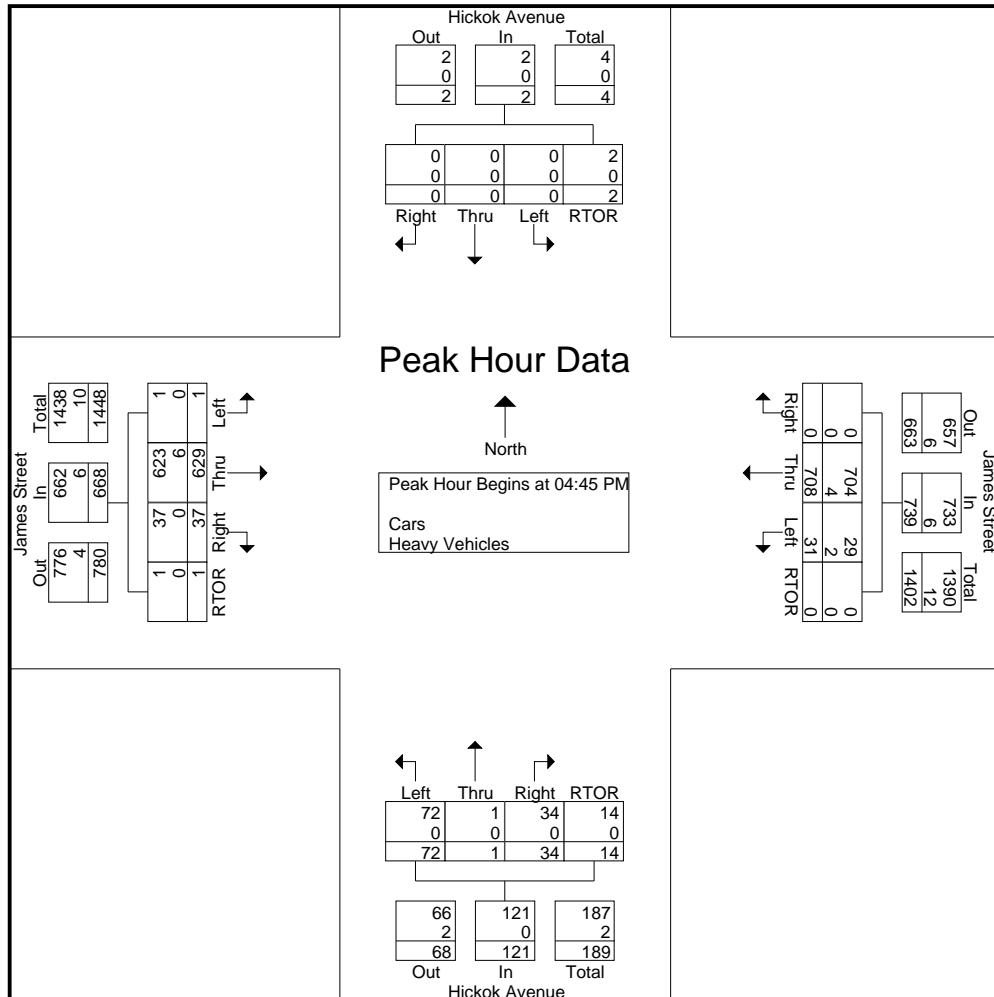 Hickok Avenue
Out In Total
2 2 4
0 0 0
2 2 4
0 0 0 2
0 0 0 0
0 0 0 2
Right Thru Left RTOR
Peak Hour Data
North
Peak Hour Begins at 04:45 PM
Cars
Heavy Vehicles
James Street
Out In Total
776 662 1438
4 6 10
780 668 1448
RTOR Right Thru Left
1 37 623 1
0 0 6 0
1 37 629 1
James Street
Out In Total
657 733 1390
6 6 12
663 739 1402
Right Thru Left RTOR
0 704 29 0
0 4 2 0
0 708 31 0
Left Thru Right RTOR
72 1 34 14
0 0 0 0
72 1 34 14
66 121 187
2 0 2
68 121 189
Out In Total
Hickok Avenue